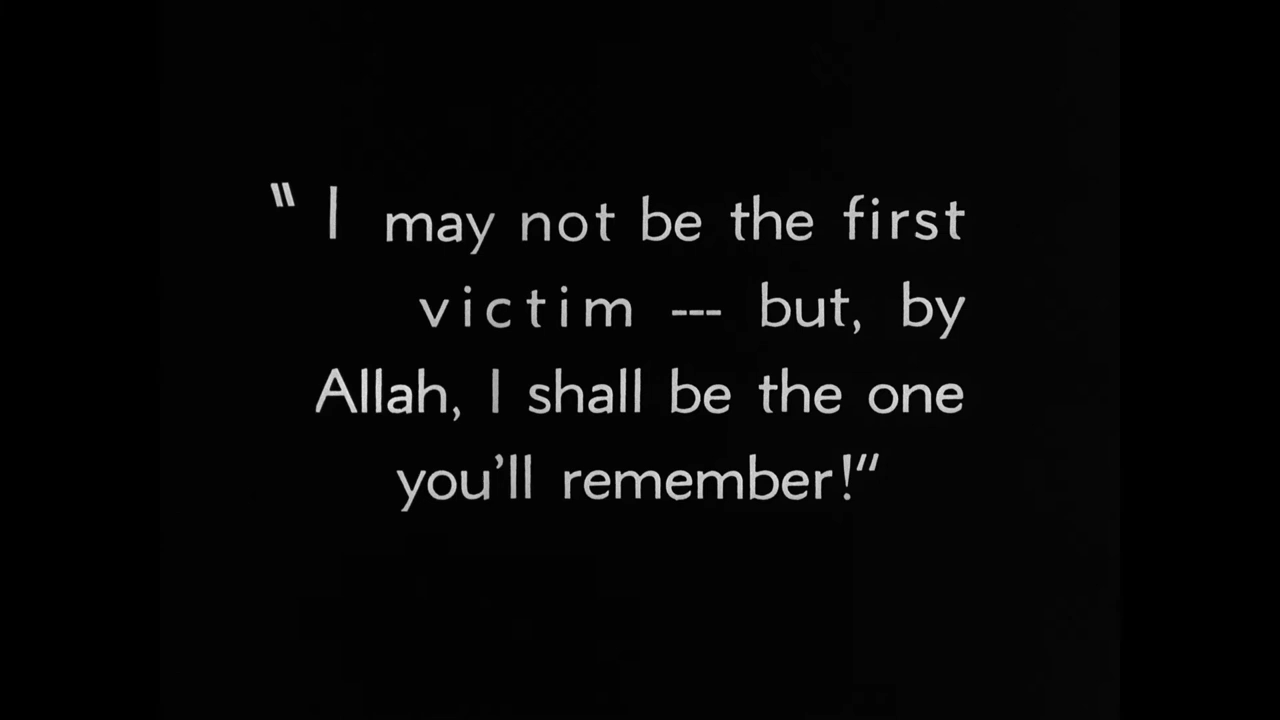 "I may not be the first
victim --- but, by
Allah, I shall be the one
you'll remember!"